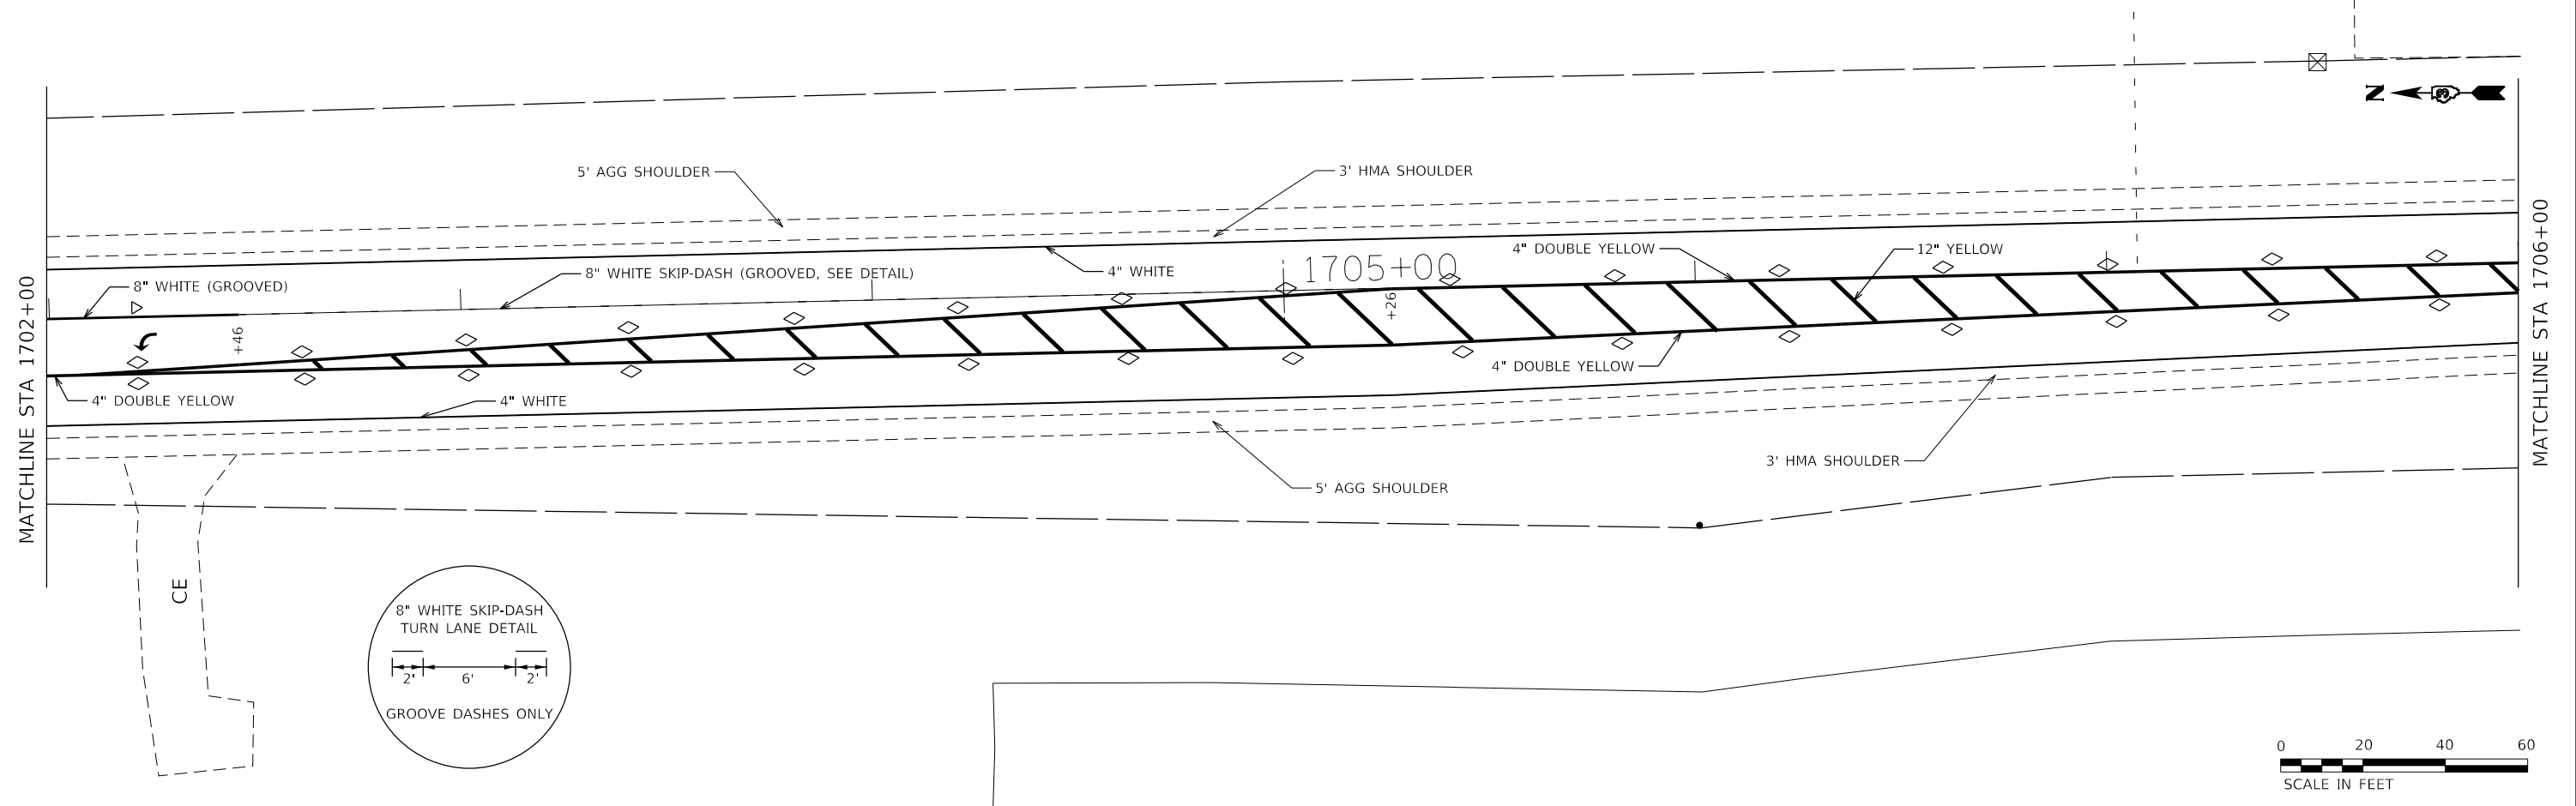 N
5' AGG SHOULDER
3' HMA SHOULDER
4" DOUBLE YELLOW
12" YELLOW
1705+00
8" WHITE SKIP-DASH (GROOVED, SEE DETAIL)
4" WHITE
8" WHITE (GROOVED)
+46
+26
MATCHLINE STA 1702+00
MATCHLINE STA 1706+00
4" DOUBLE YELLOW
4" DOUBLE YELLOW
4" WHITE
3' HMA SHOULDER
5' AGG SHOULDER
CE
8" WHITE SKIP-DASH
TURN LANE DETAIL
2' 6' 2'
GROOVE DASHES ONLY
0 20 40 60
SCALE IN FEET